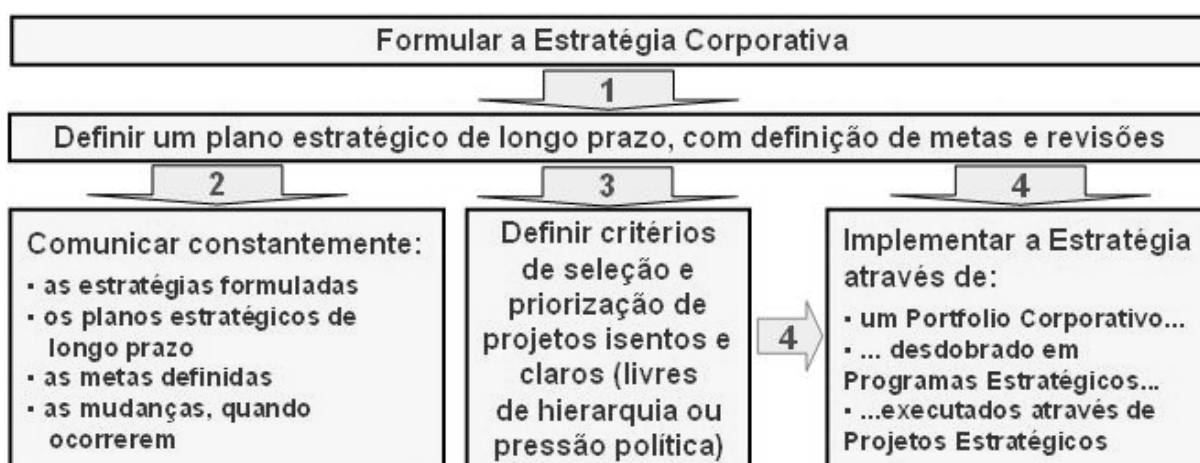 Formular a Estratégia Corporativa
1
Definir um plano estratégico de longo prazo, com definição de metas e revisões
2
3
4
Comunicar constantemente:
▪ as estratégias formuladas
▪ os planos estratégicos de
longo prazo
▪ as metas definidas
▪ as mudanças, quando
ocorrerem
Definir critérios
de seleção e
priorização de
projetos isentos e
claros (livres
de hierarquia ou
pressão política)
4
Implementar a Estratégia
através de:
▪ um Portfolio Corporativo...
▪ ... desdobrado em
Programas Estratégicos...
▪ ...executados através de
Projetos Estratégicos